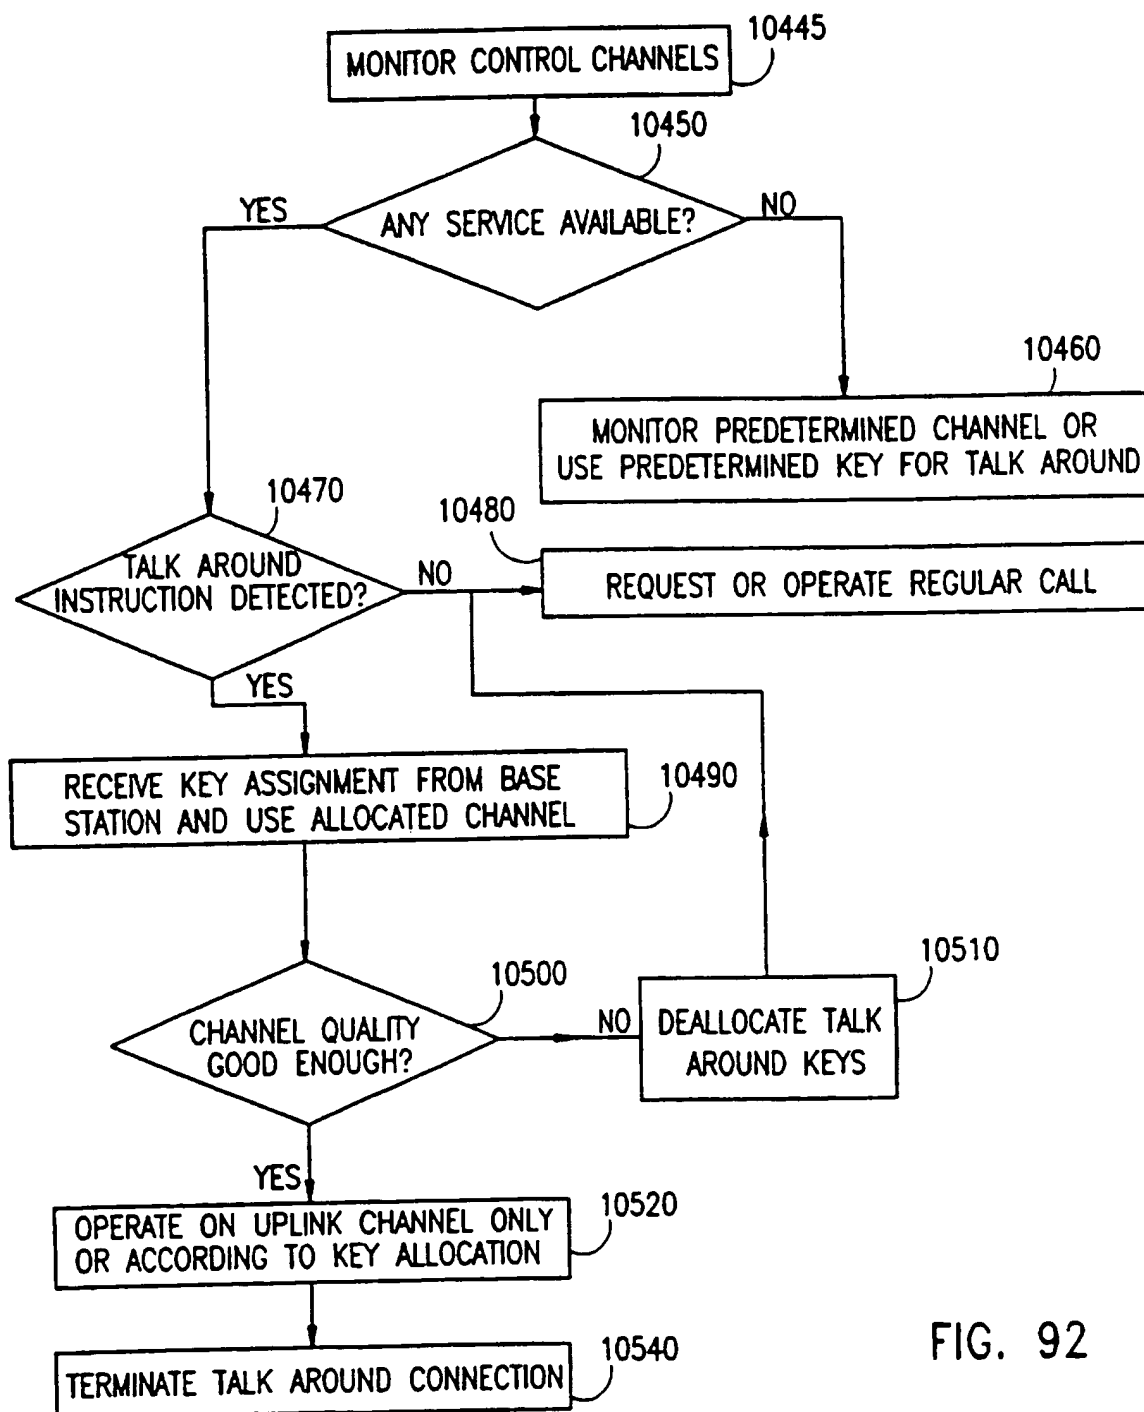 10445
MONITOR CONTROL CHANNELS
10450
YES
ANY SERVICE AVAILABLE?
NO
10460
MONITOR PREDETERMINED CHANNEL OR
USE PREDETERMINED KEY FOR TALK AROUND
10470
10480
TALK AROUND
INSTRUCTION DETECTED?
NO
REQUEST OR OPERATE REGULAR CALL
YES
RECEIVE KEY ASSIGNMENT FROM BASE
STATION AND USE ALLOCATED CHANNEL
10490
10500
10510
CHANNEL QUALITY
GOOD ENOUGH?
NO
DEALLOCATE TALK
AROUND KEYS
YES
OPERATE ON UPLINK CHANNEL ONLY
OR ACCORDING TO KEY ALLOCATION
10520
10540
TERMINATE TALK AROUND CONNECTION
FIG. 92